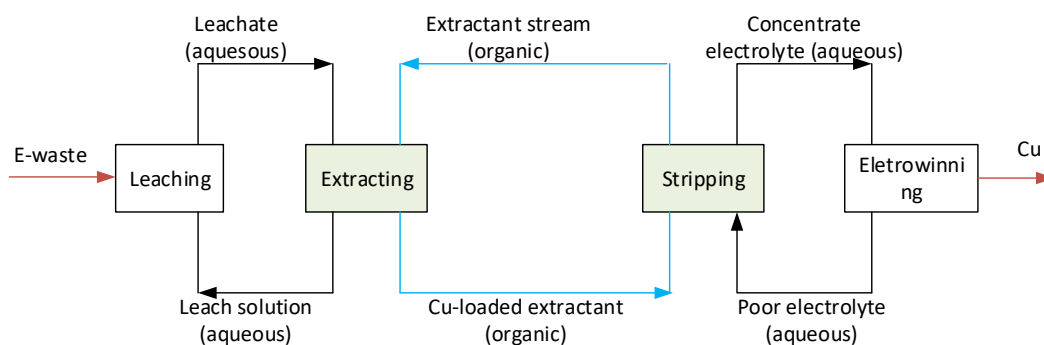 Leachate
(aquesous)
Extractant stream
(organic)
Concentrate
electrolyte (aqueous)
E-waste
Leaching
Extracting
Stripping
Eletrowinni
ng
Cu
Leach solution
(aqueous)
Cu-loaded extractant
(organic)
Poor electrolyte
(aqueous)